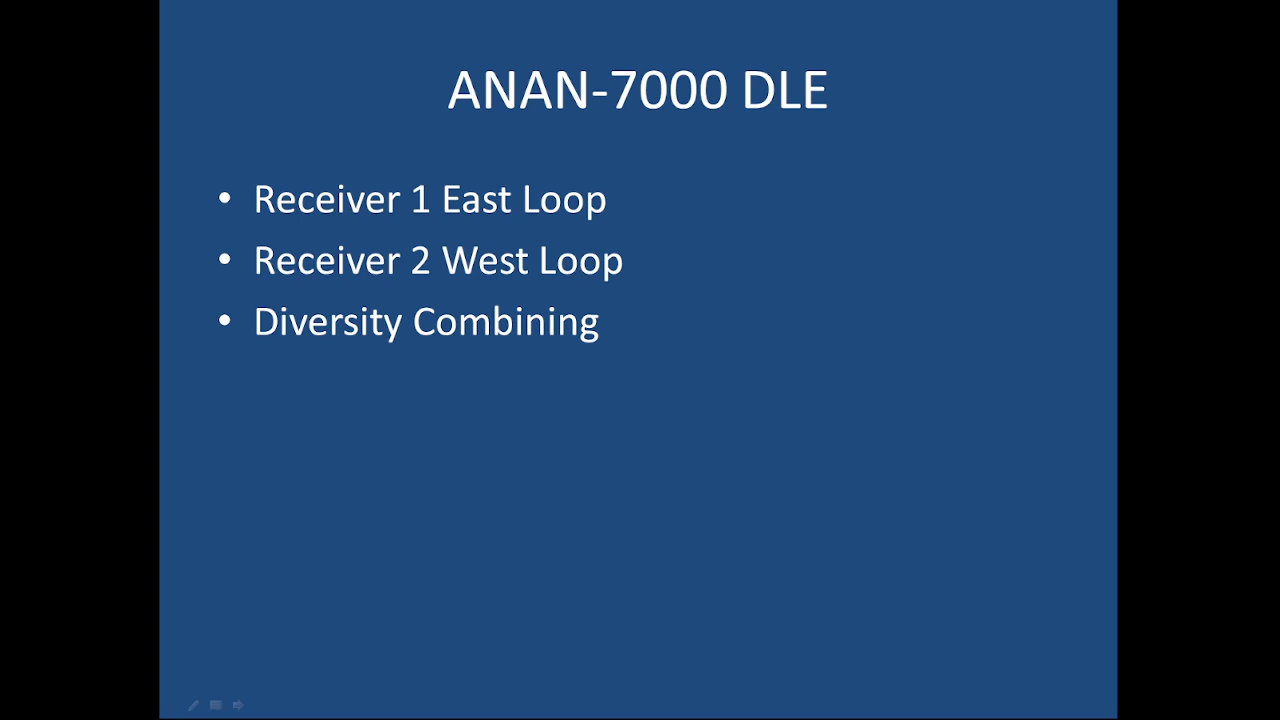 ANAN-7000 DLE
• Receiver 1 East Loop
• Receiver 2 West Loop
• Diversity Combining